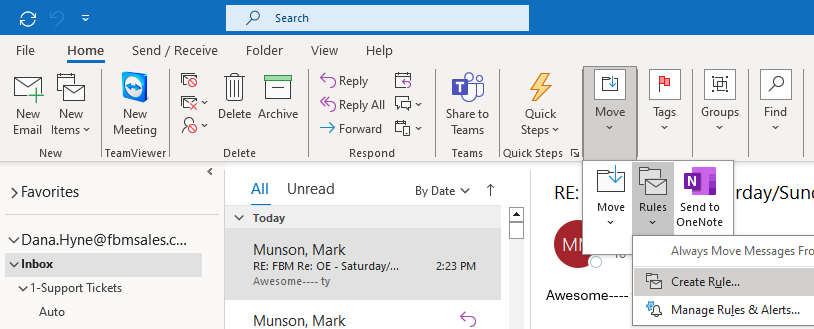 Search
File Home Send / Receive Folder View Help
New Email
New Items
New Meeting
Delete
Archive
Reply
Reply All
Forward
Share to Teams
Quick Steps
Move
Tags
Groups
Find
New TeamViewer Delete Respond Teams Quick Steps
Favorites
All Unread By Date
RE: rday/Sun
Move
Rules
Send to OneNote
Today
Dana.Hyne@fbmsales.c...
Inbox
1-Support Tickets
Auto
Munson, Mark
RE: FBM Re: OE - Saturday/... 2:23 PM
Awesome---- ty
Munson, Mark
Always Move Messages Fro
Awesome----
Create Rule...
Manage Rules & Alerts...